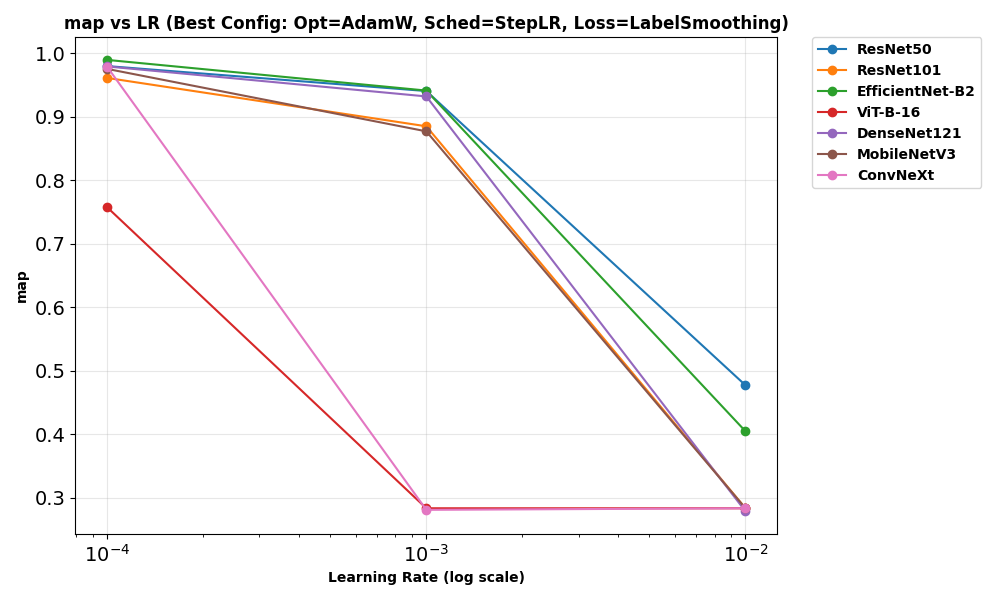 map vs LR (Best Config: Opt=AdamW, Sched=StepLR, Loss=LabelSmoothing)
1.0
0.9
0.8
0.7
0.6
0.5
0.4
0.3
map
10⁻⁴
10⁻³
10⁻²
Learning Rate (log scale)
ResNet50
ResNet101
EfficientNet-B2
ViT-B-16
DenseNet121
MobileNetV3
ConvNeXt